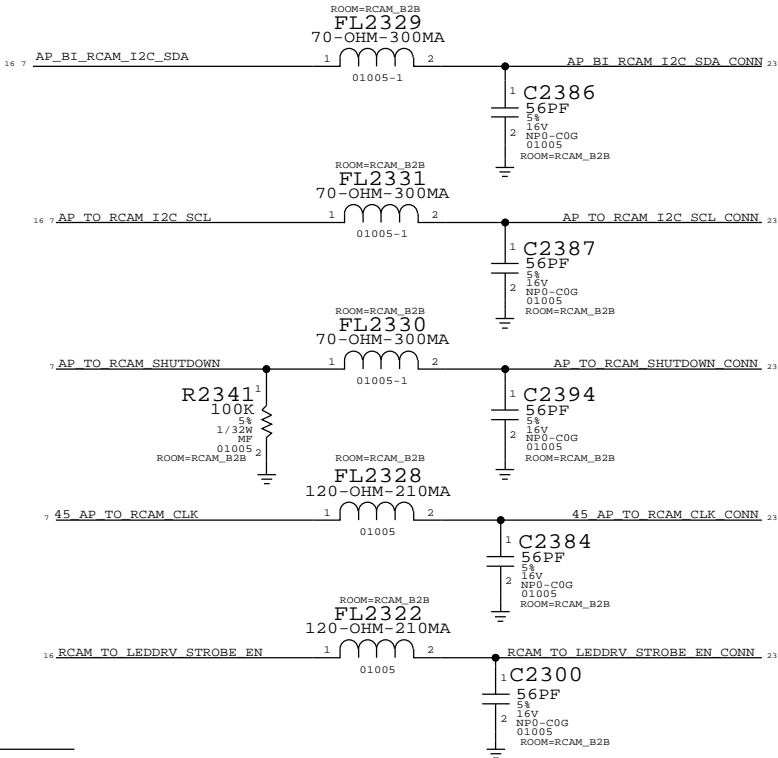 ROOM=RCAM_B2B
FL2329
70-OHM-300MA
16 7 AP_BI_RCAM_I2C_SDA 1 2 AP_BI_RCAM_I2C_SDA_CONN 23
01005-1
1 C2386
56PF
5%
16V
2 NP0-C0G
01005
ROOM=RCAM_B2B
ROOM=RCAM_B2B
FL2331
70-OHM-300MA
16 7 AP_TO_RCAM_I2C_SCL 1 2 AP_TO_RCAM_I2C_SCL_CONN 23
01005-1
1 C2387
56PF
5%
16V
2 NP0-C0G
01005
ROOM=RCAM_B2B
ROOM=RCAM_B2B
FL2330
70-OHM-300MA
7 AP_TO_RCAM_SHUTDOWN 1 2 AP_TO_RCAM_SHUTDOWN_CONN 23
01005-1
R2341 1
100K
5%
1/32W
MF
01005 2
ROOM=RCAM_B2B
1 C2394
56PF
5%
16V
2 NP0-C0G
01005
ROOM=RCAM_B2B
ROOM=RCAM_B2B
FL2328
120-OHM-210MA
7 45_AP_TO_RCAM_CLK 1 2 45_AP_TO_RCAM_CLK_CONN 23
01005
1 C2384
56PF
5%
16V
2 NP0-C0G
01005
ROOM=RCAM_B2B
ROOM=RCAM_B2B
FL2322
120-OHM-210MA
16 RCAM_TO_LEDDRV_STROBE_EN 1 2 RCAM_TO_LEDDRV_STROBE_EN_CONN 23
01005
1 C2300
56PF
5%
16V
2 NP0-C0G
01005
ROOM=RCAM_B2B